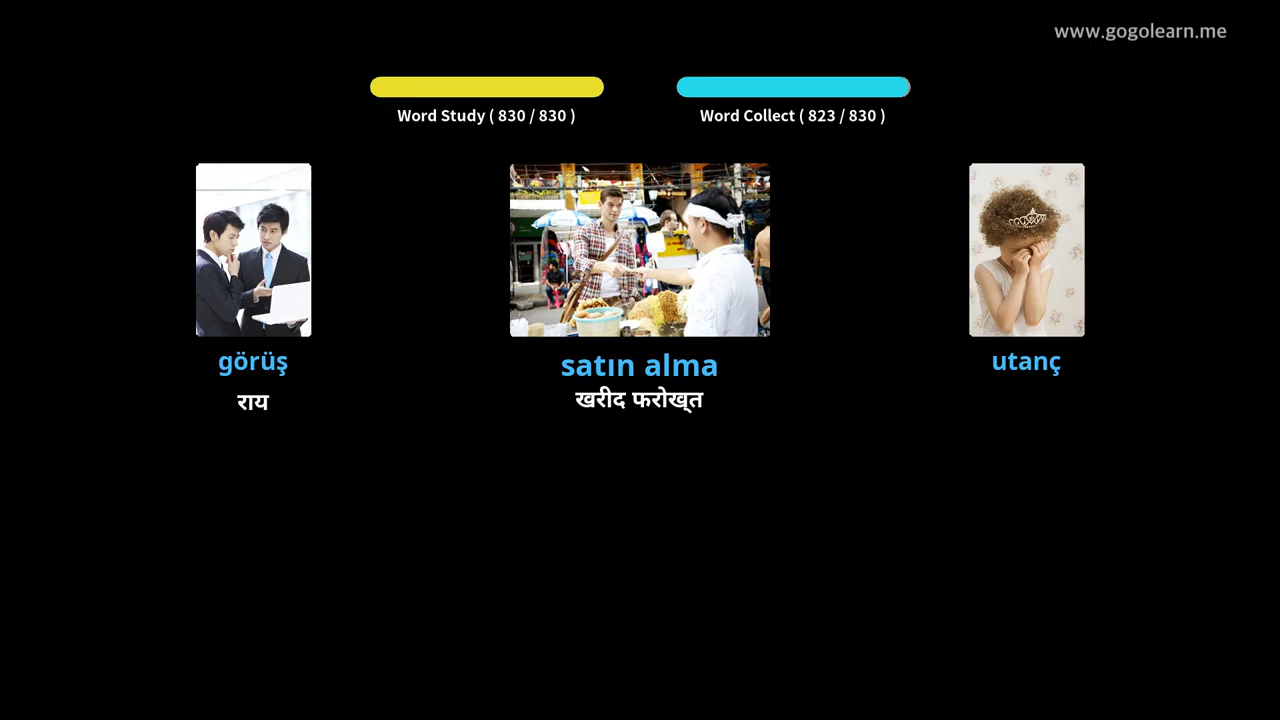 www.gogolearn.me
Word Study ( 830 / 830 )
Word Collect ( 823 / 830 )
görüş
satın alma
utanç
राय
खरीद फरोख्त